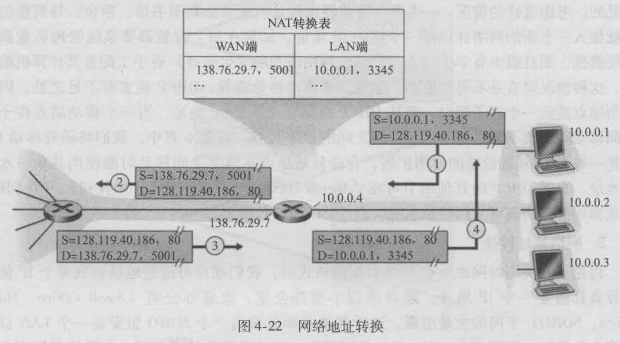 NAT转换表
WAN端 LAN端
138.76.29.7，5001 10.0.0.1，3345
… …
S=10.0.0.1，3345
D=128.119.40.186，80
10.0.0.1
①
②
S=138.76.29.7，5001
D=128.119.40.186，80
10.0.0.4
④
10.0.0.2
138.76.29.7
S=128.119.40.186，80
D=138.76.29.7，5001
③
S=128.119.40.186，80
D=10.0.0.1，3345
10.0.0.3
图4-22 网络地址转换